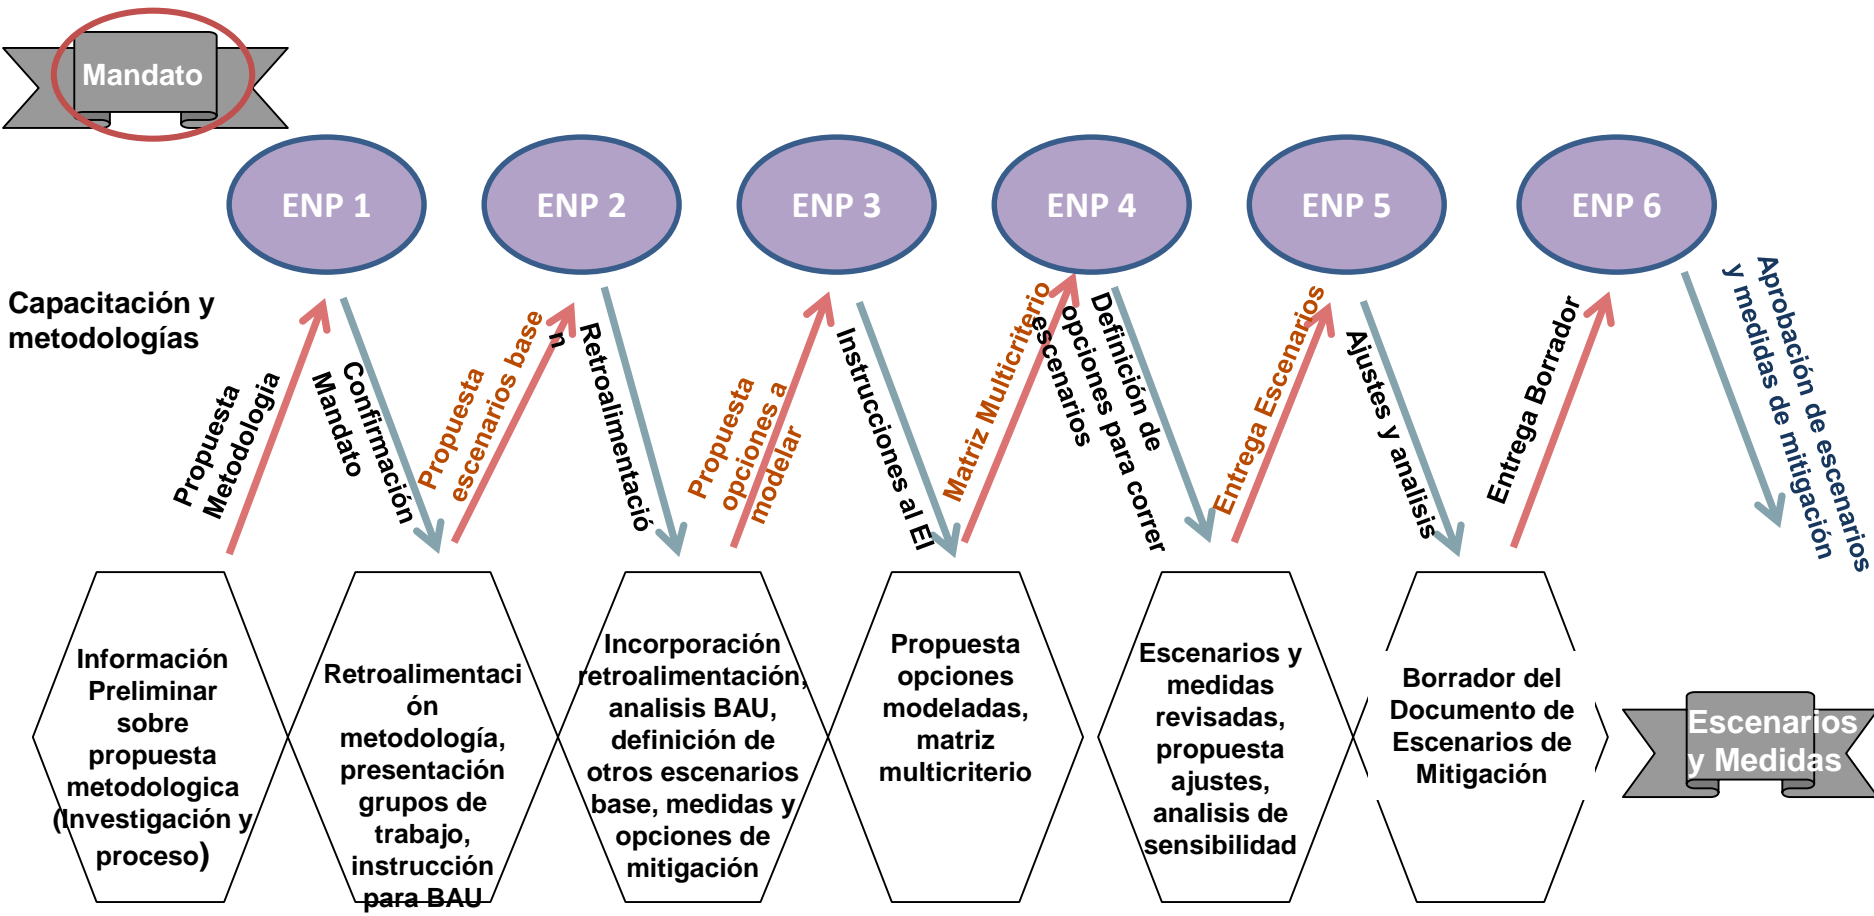 Mandato
ENP 1
ENP 2
ENP 3
ENP 4
ENP 5
ENP 6
Capacitación y
metodologías
Propuesta
Metodologia
Confirmación
Mandato
Propuesta
escenarios base
Retroalimentació
n
Propuesta
opciones a
modelar
Instrucciones al EI
Matriz Multicriterio
Definición de
opciones para correr
escenarios
Entrega Escenarios
Ajustes y analisis
Entrega Borrador
Aprobación de escenarios
y medidas de mitigación
Información
Preliminar
sobre
propuesta
metodologica
(Investigación y
proceso)
Retroalimentaci
ón
metodología,
presentación
grupos de
trabajo,
instrucción
para BAU
Incorporación
retroalimentación,
analisis BAU,
definición de
otros escenarios
base, medidas y
opciones de
mitigación
Propuesta
opciones
modeladas,
matriz
multicriterio
Escenarios y
medidas
revisadas,
propuesta
ajustes,
analisis de
sensibilidad
Borrador del
Documento de
Escenarios de
Mitigación
Escenarios
y Medidas